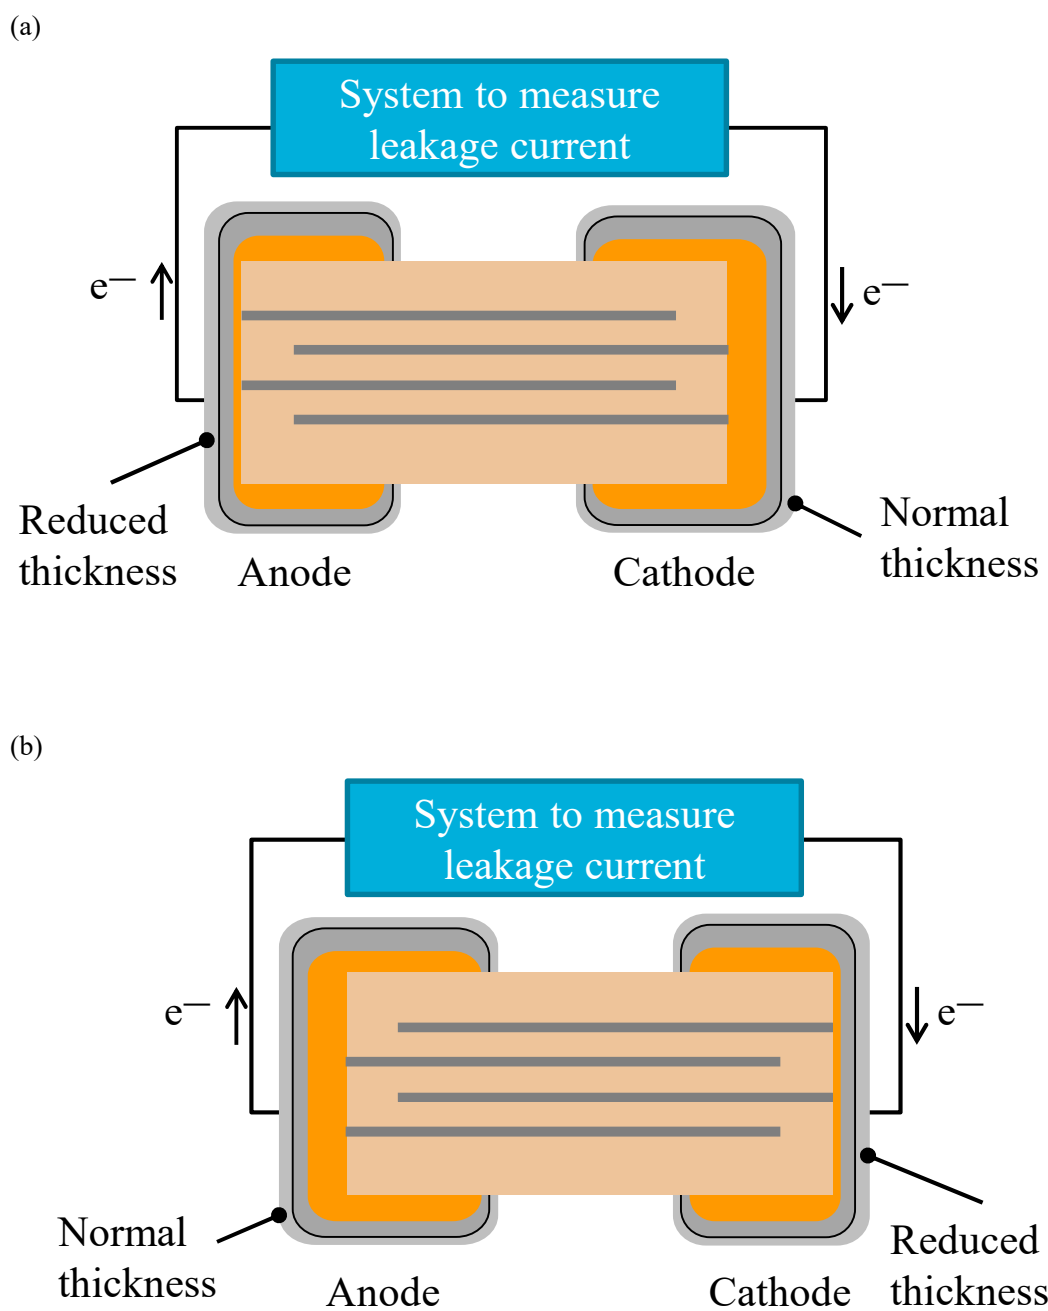 (a)
System to measure
leakage current
e—
e—
Reduced
thickness
Normal
thickness
Anode
Cathode
(b)
System to measure
leakage current
e—
e—
Normal
thickness
Reduced
thickness
Anode
Cathode